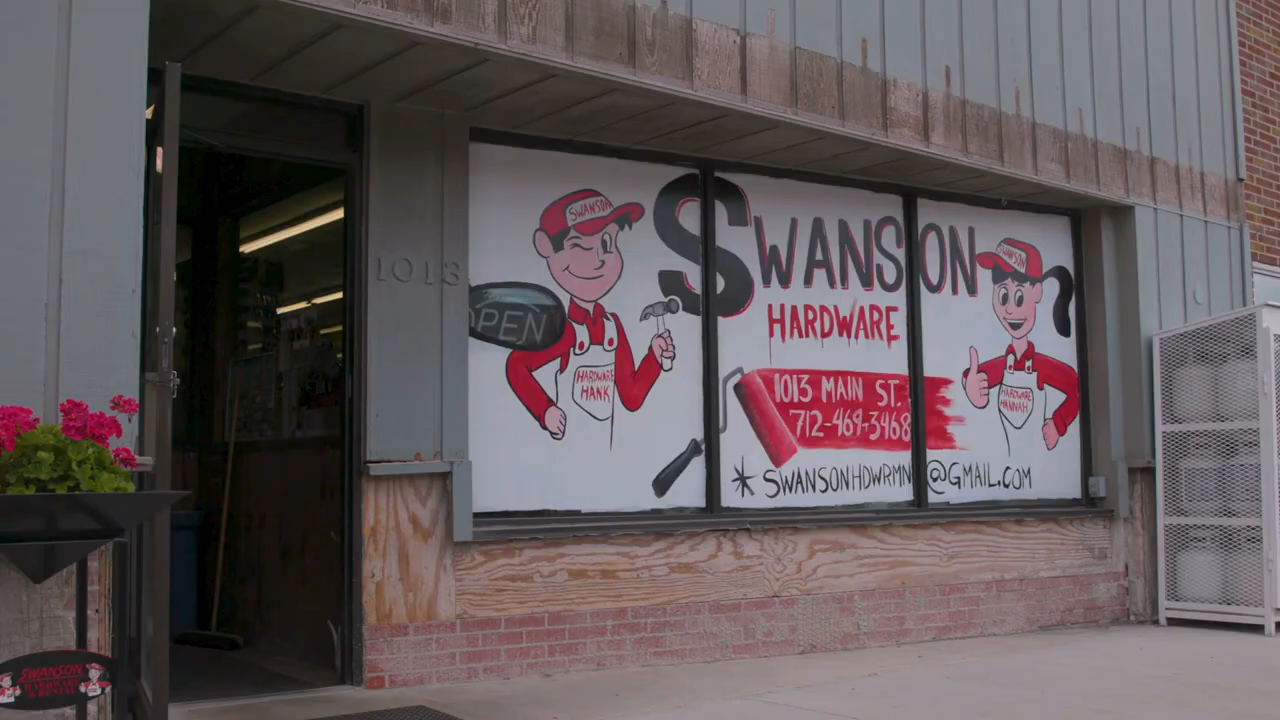 1013
OPEN
SWANSON
HARDWARE
HANK
SWANSON
HARDWARE
1013 MAIN ST.
712-469-3468
*SWANSONHDWRMN@GMAIL.COM
SWANSON
HARDWARE
HANNAH
SWANSON